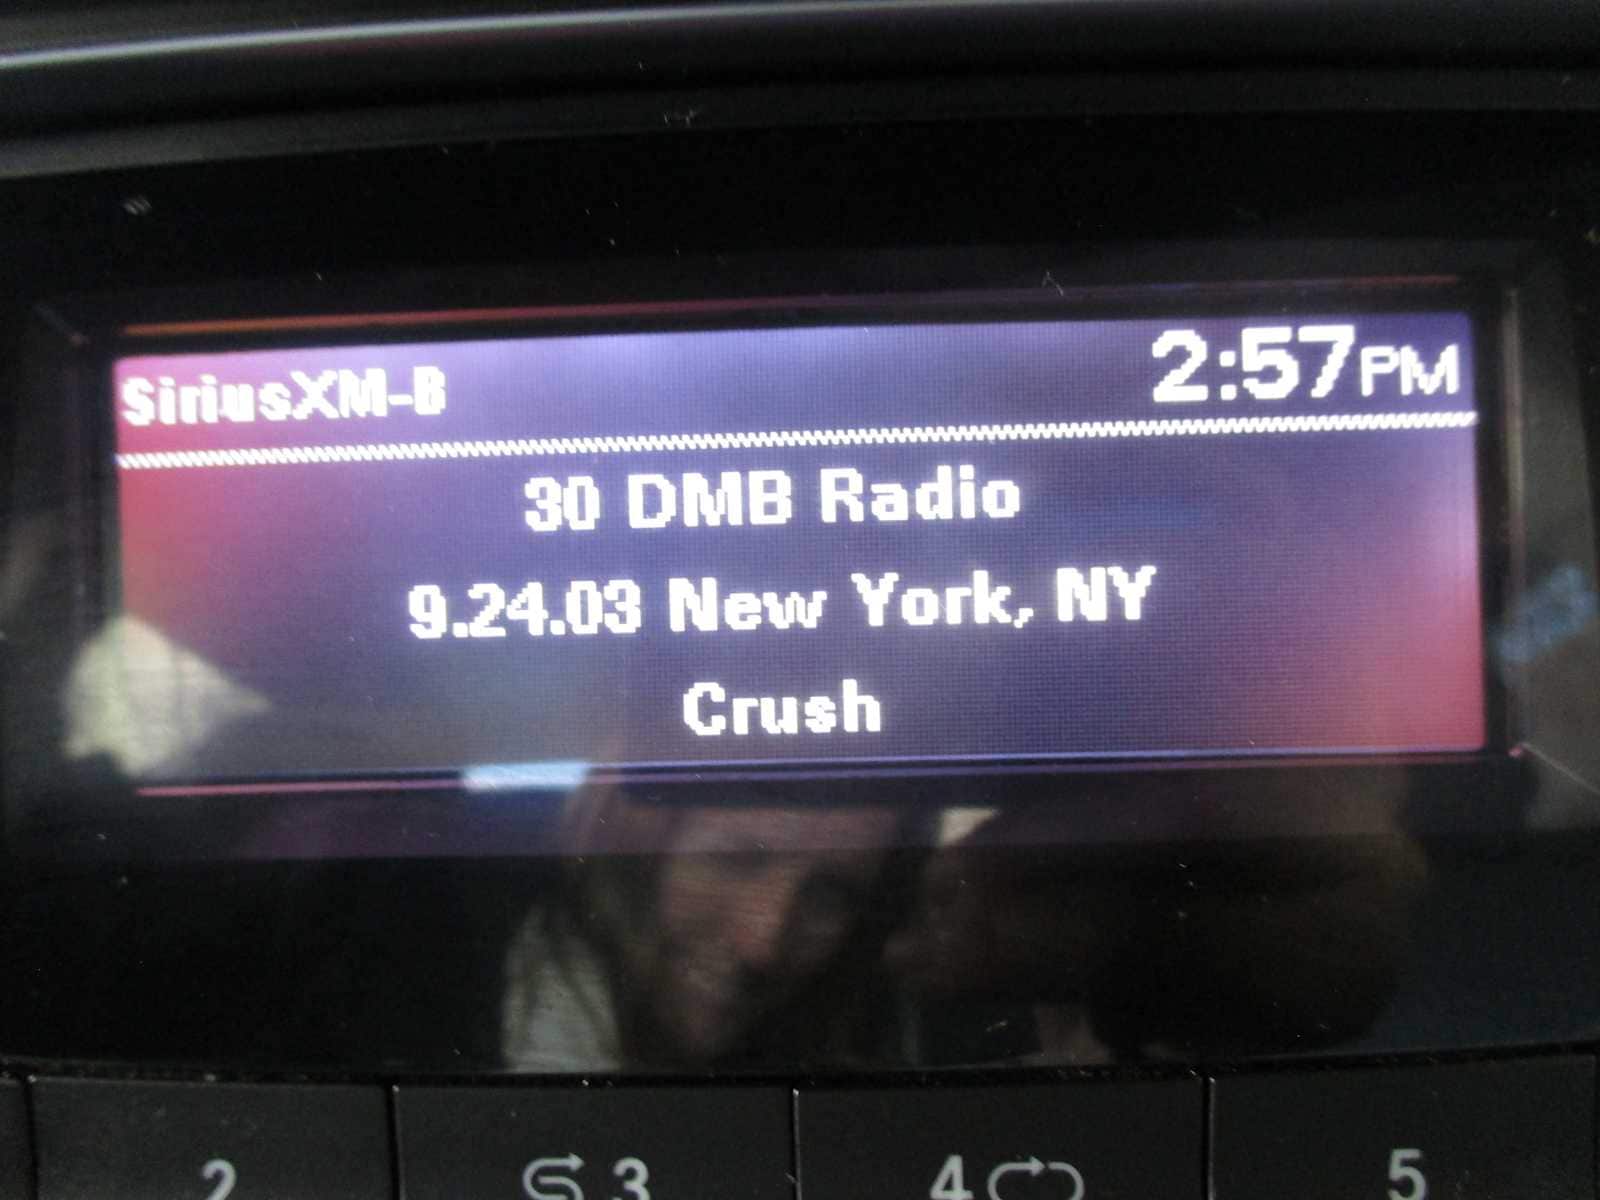 SiriusXM-B 2:57PM
30 DMB Radio
9.24.03 New York, NY
Crush
2 3 4 5